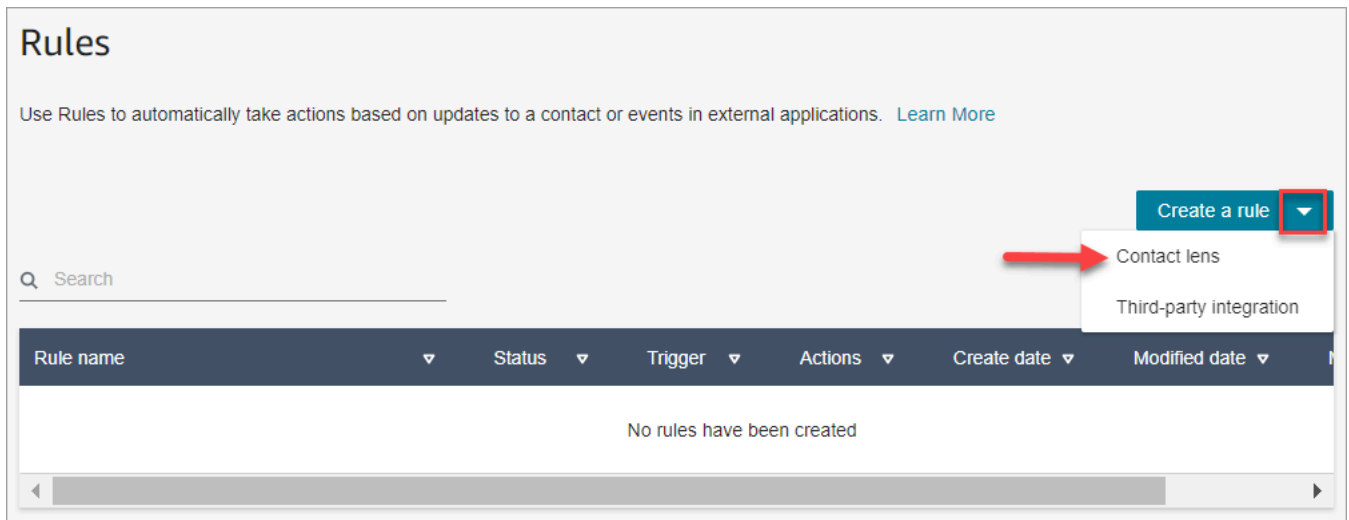 Rules
Use Rules to automatically take actions based on updates to a contact or events in external applications. Learn More
Create a rule
Contact lens
Search
Third-party integration
Rule name Status Trigger Actions Create date Modified date
No rules have been created